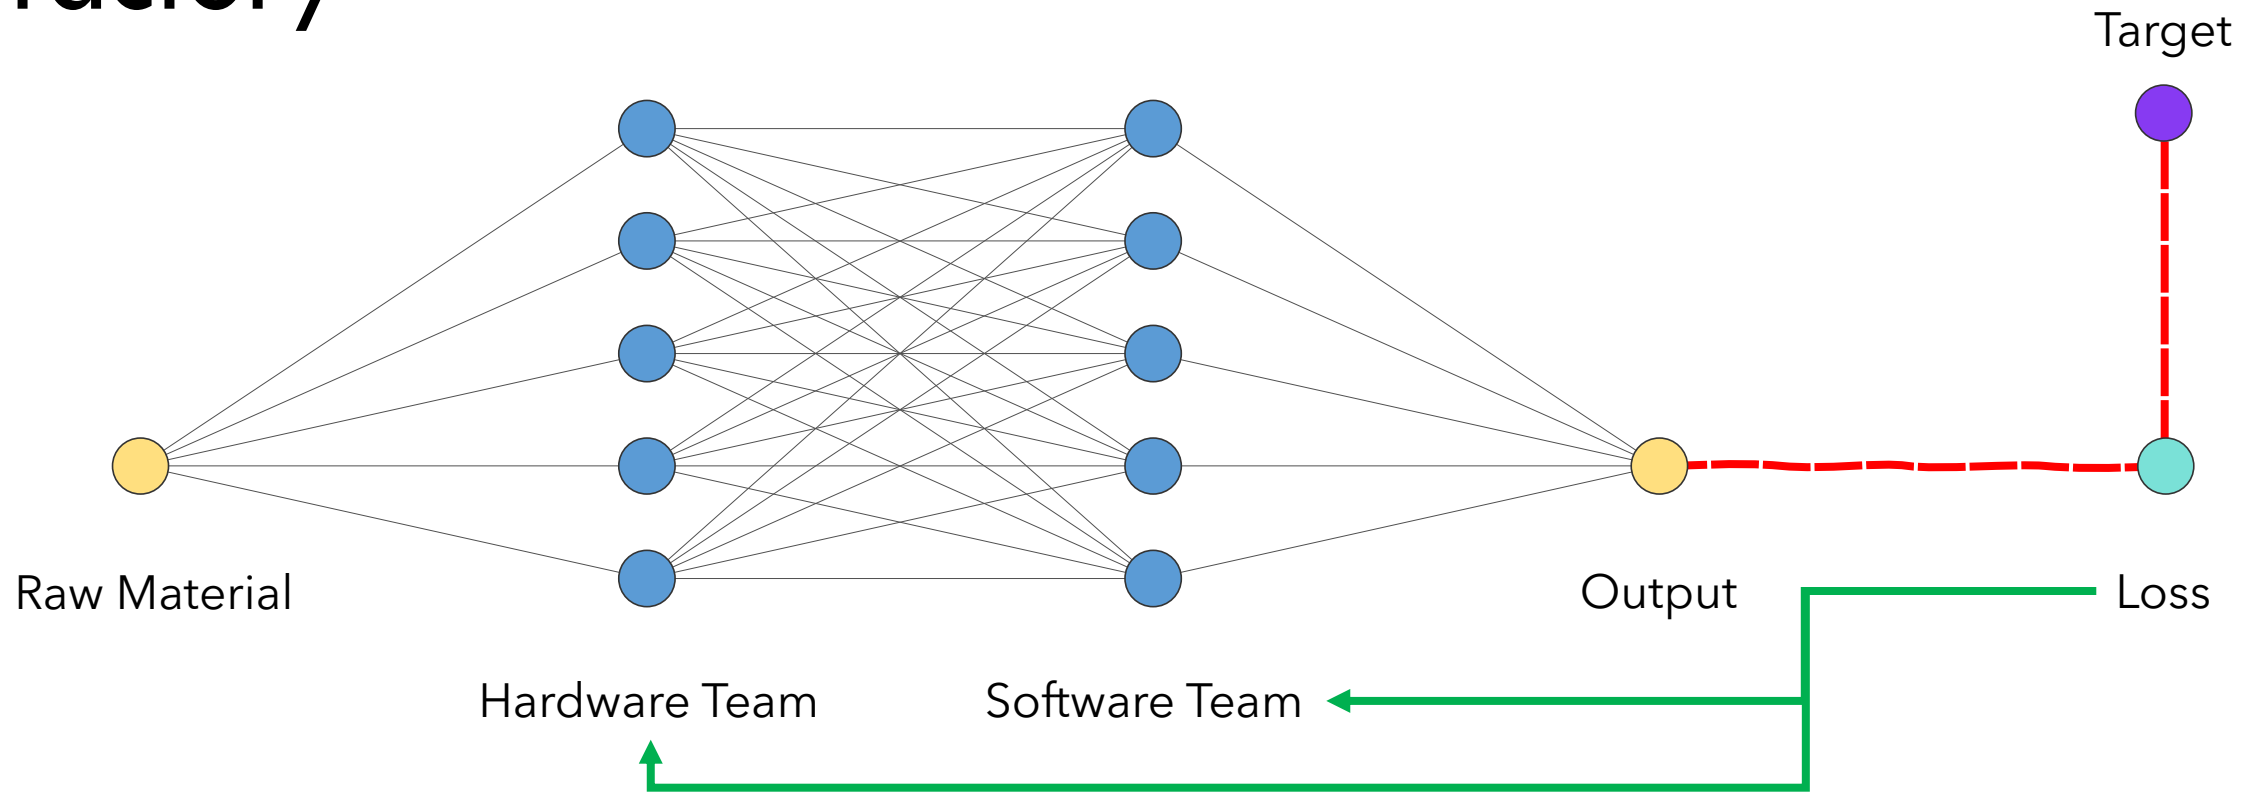 Target
Raw Material
Output
Loss
Hardware Team
Software Team